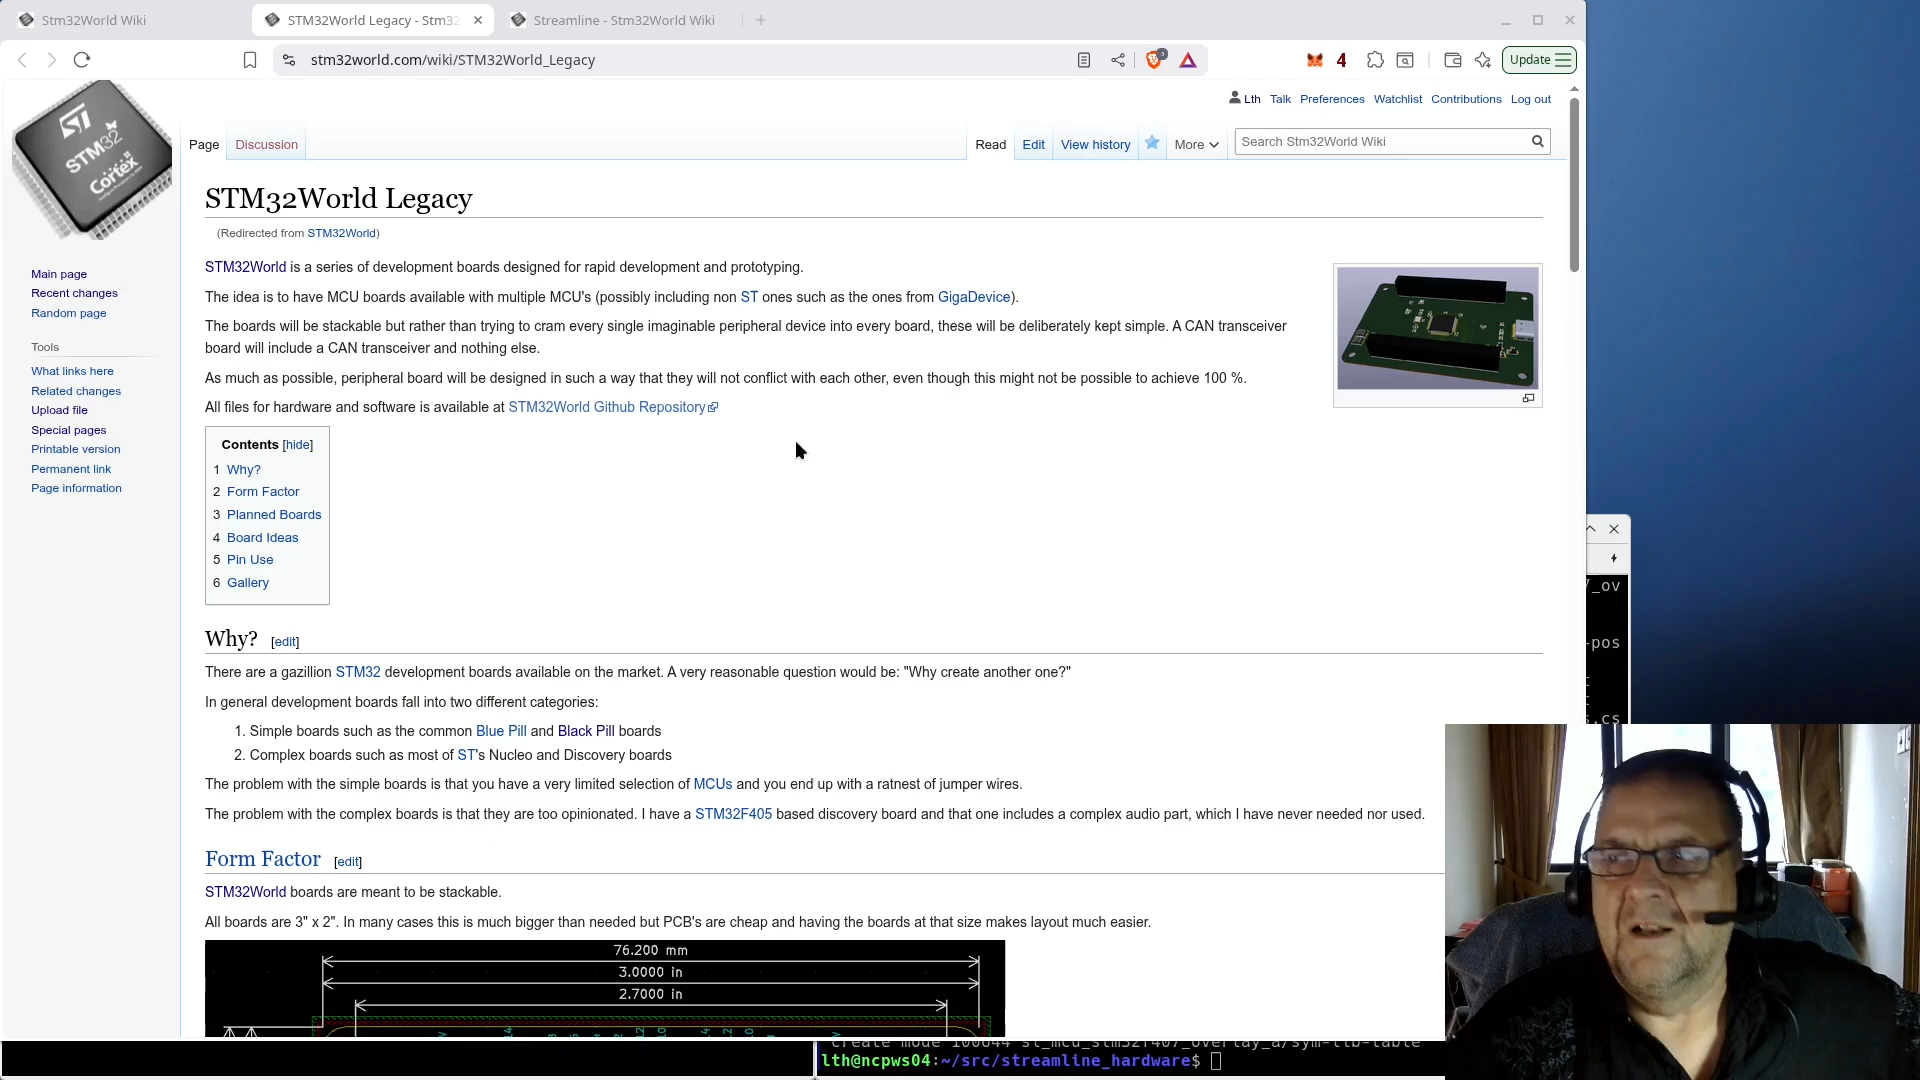 Stm32World Wiki
STM32World Legacy - Stm32
Streamline - Stm32World Wiki
stm32world.com/wiki/STM32World_Legacy
3
4
Update
ST
STM32
Cortex
Lth Talk Preferences Watchlist Contributions Log out
Page Discussion Read Edit View history More Search Stm32World Wiki
STM32World Legacy
(Redirected from STM32World)
Main page
Recent changes
Random page
Tools
What links here
Related changes
Upload file
Special pages
Printable version
Permanent link
Page information
STM32World is a series of development boards designed for rapid development and prototyping.
The idea is to have MCU boards available with multiple MCU's (possibly including non ST ones such as the ones from GigaDevice).
The boards will be stackable but rather than trying to cram every single imaginable peripheral device into every board, these will be deliberately kept simple. A CAN transceiver
board will include a CAN transceiver and nothing else.
As much as possible, peripheral board will be designed in such a way that they will not conflict with each other, even though this might not be possible to achieve 100 %.
All files for hardware and software is available at STM32World Github Repository
Contents [hide]
1 Why?
2 Form Factor
3 Planned Boards
4 Board Ideas
5 Pin Use
6 Gallery
Why? [edit]
There are a gazillion STM32 development boards available on the market. A very reasonable question would be: "Why create another one?"
In general development boards fall into two different categories:
1. Simple boards such as the common Blue Pill and Black Pill boards
2. Complex boards such as most of ST's Nucleo and Discovery boards
The problem with the simple boards is that you have a very limited selection of MCUs and you end up with a ratnest of jumper wires.
The problem with the complex boards is that they are too opinionated. I have a STM32F405 based discovery board and that one includes a complex audio part, which I have never needed nor used.
Form Factor [edit]
STM32World boards are meant to be stackable.
All boards are 3" x 2". In many cases this is much bigger than needed but PCB's are cheap and having the boards at that size makes layout much easier.
76.200 mm
3.0000 in
2.7000 in
_ov
-pos
s.cs
create mode 100644 st_mcu_stm32f407_overlay_a/sym-lib-table
lth@ncpws04:~/src/streamline_hardware$